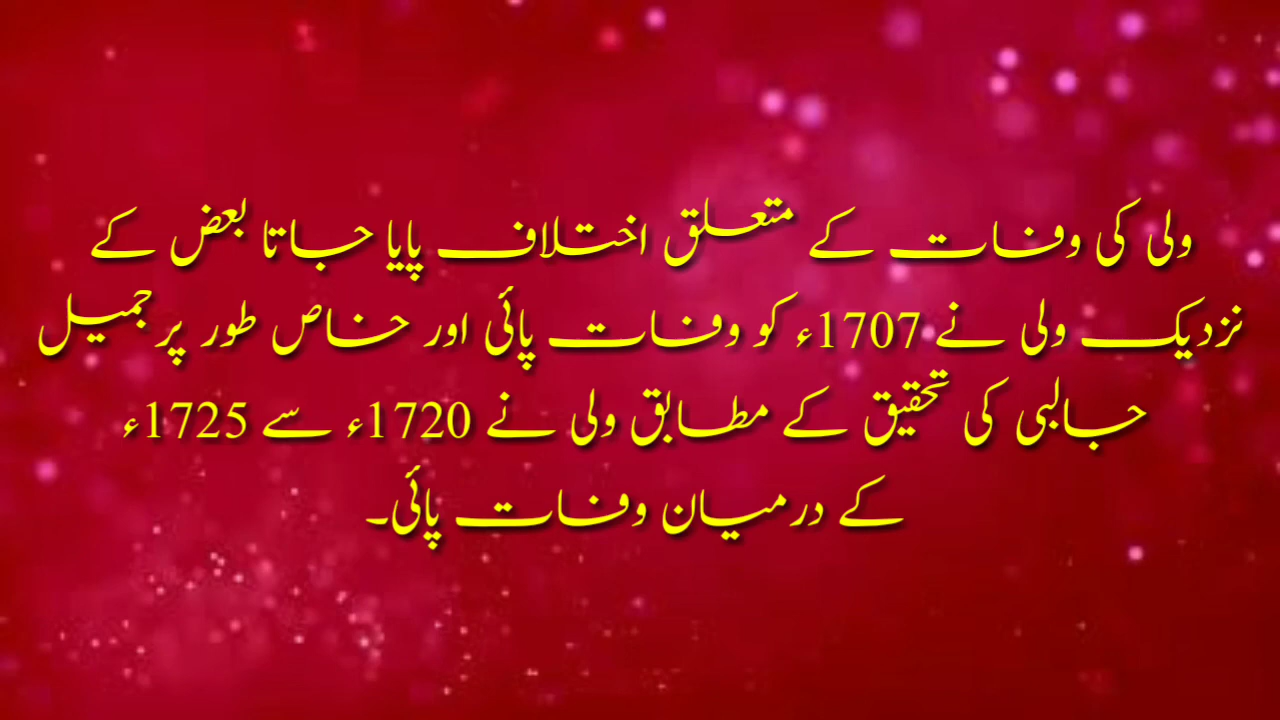 ولی کی وفات کے متعلق اختلاف پایا جاتا بعض کے
نزدیک ولی نے 1707ء کو وفات پائی اور خاص طور پر جمیل
جالبی کی تحقیق کے مطابق ولی نے 1720ء سے 1725ء
کے درمیان وفات پائی۔